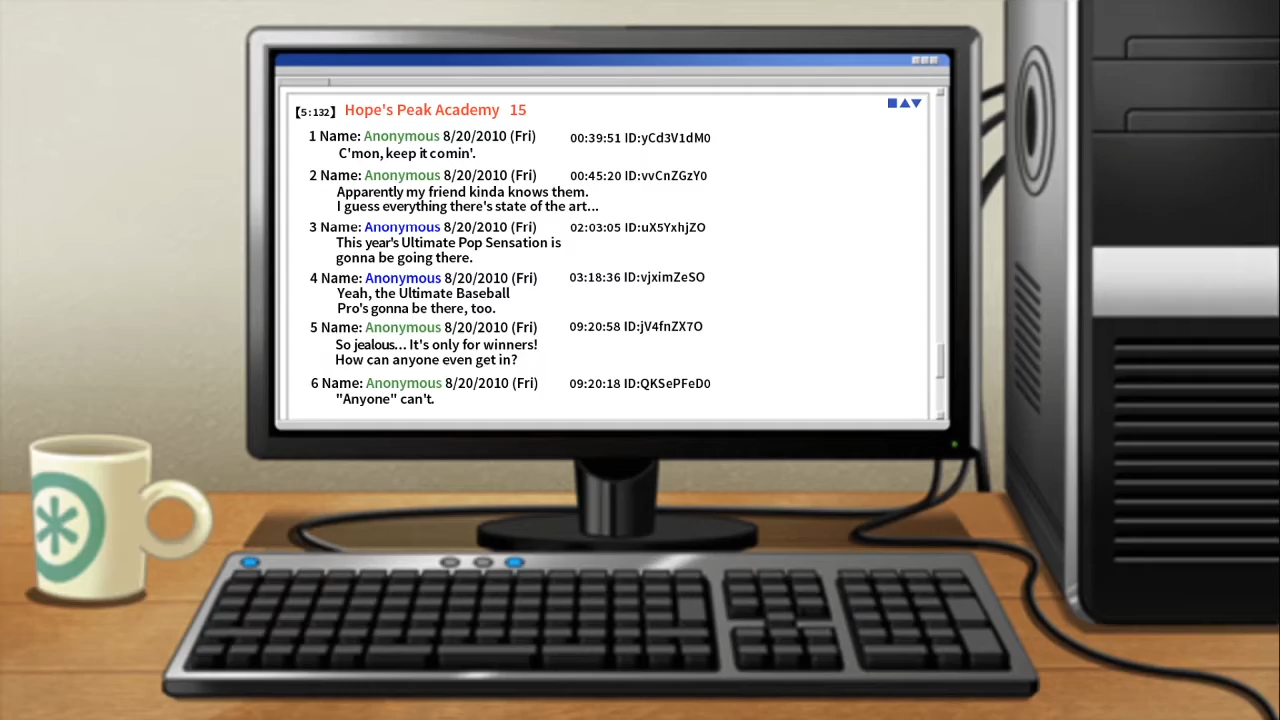 【5:132】 Hope's Peak Academy 15
1 Name: Anonymous 8/20/2010 (Fri) 00:39:51 ID:yCd3V1dM0
C'mon, keep it comin'.
2 Name: Anonymous 8/20/2010 (Fri) 00:45:20 ID:vvCnZGzY0
Apparently my friend kinda knows them.
I guess everything there's state of the art...
3 Name: Anonymous 8/20/2010 (Fri) 02:03:05 ID:uX5YxhjZO
This year's Ultimate Pop Sensation is
gonna be going there.
4 Name: Anonymous 8/20/2010 (Fri) 03:18:36 ID:vjximZeSO
Yeah, the Ultimate Baseball
Pro's gonna be there, too.
5 Name: Anonymous 8/20/2010 (Fri) 09:20:58 ID:jV4fnZX7O
So jealous... It's only for winners!
How can anyone even get in?
6 Name: Anonymous 8/20/2010 (Fri) 09:20:18 ID:QKSePFeD0
"Anyone" can't.